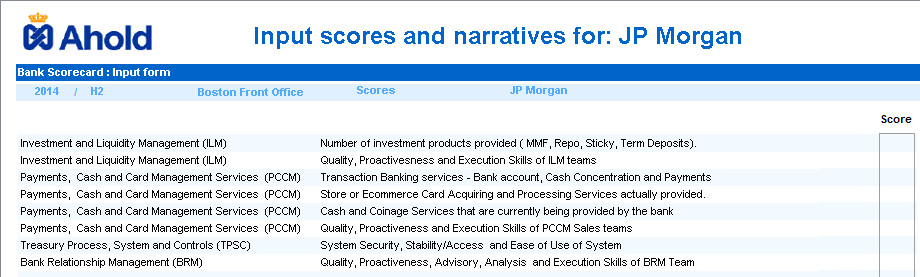 Ahold
Input scores and narratives for: JP Morgan
Bank Scorecard : Input form
2014 / H2 Boston Front Office Scores JP Morgan
Score
Investment and Liquidity Management (ILM) Number of investment products provided ( MMF, Repo, Sticky, Term Deposits).
Investment and Liquidity Management (ILM) Quality, Proactivesness and Execution Skills of ILM teams
Payments, Cash and Card Management Services (PCCM) Transaction Banking services - Bank account, Cash Concentration and Payments
Payments, Cash and Card Management Services (PCCM) Store or Ecommerce Card Acquiring and Processing Services actually provided.
Payments, Cash and Card Management Services (PCCM) Cash and Coinage Services that are currently being provided by the bank
Payments, Cash and Card Management Services (PCCM) Quality, Proactiveness and Execution Skills of PCCM Sales teams
Treasury Process, System and Controls (TPSC) System Security, Stability/Access and Ease of Use of System
Bank Relationship Management (BRM) Quality, Proactiveness, Advisory, Analysis and Execution Skills of BRM Team